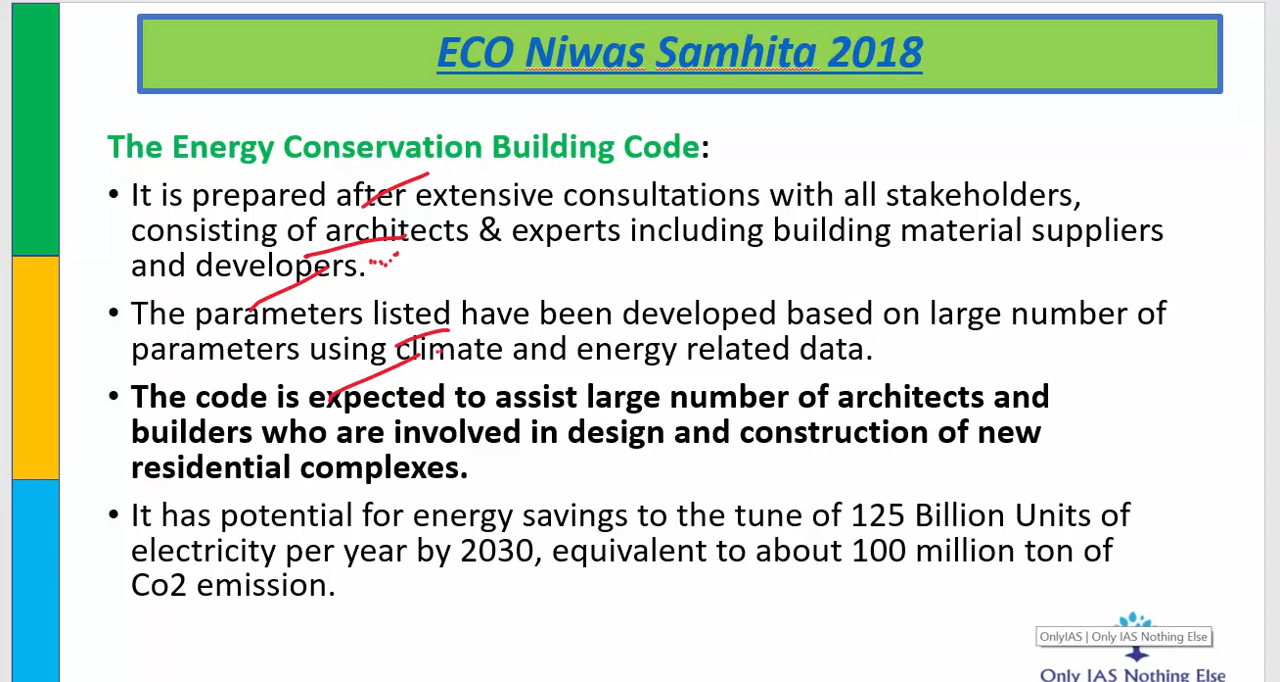 ECO Niwas Samhita 2018
The Energy Conservation Building Code:
• It is prepared after extensive consultations with all stakeholders,
consisting of architects & experts including building material suppliers
and developers.
• The parameters listed have been developed based on large number of
parameters using climate and energy related data.
• The code is expected to assist large number of architects and
builders who are involved in design and construction of new
residential complexes.
• It has potential for energy savings to the tune of 125 Billion Units of
electricity per year by 2030, equivalent to about 100 million ton of
Co2 emission.
OnlyIAS | Only IAS Nothing Else
Only IAS Nothing Else